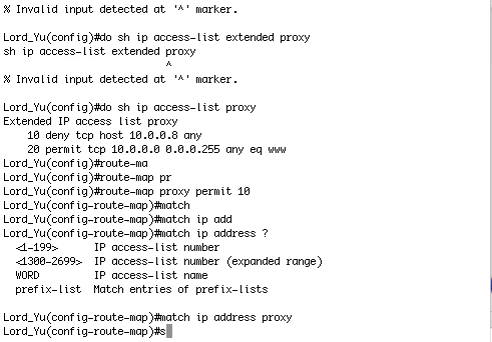 % Invalid input detected at '^' marker.
Lord_Yu(config)#do sh ip access-list extended proxy
sh ip access-list extended proxy
^
% Invalid input detected at '^' marker.
Lord_Yu(config)#do sh ip access-list proxy
Extended IP access list proxy
10 deny tcp host 10.0.0.8 any
20 permit tcp 10.0.0.0 0.0.0.255 any eq www
Lord_Yu(config)#route-ma
Lord_Yu(config)#route-map pr
Lord_Yu(config)#route-map proxy permit 10
Lord_Yu(config-route-map)#match
Lord_Yu(config-route-map)#match ip add
Lord_Yu(config-route-map)#match ip address ?
<1-199> IP access-list number
<1300-2699> IP access-list number (expanded range)
WORD IP access-list name
prefix-list Match entries of prefix-lists
Lord_Yu(config-route-map)#match ip address proxy
Lord_Yu(config-route-map)#s